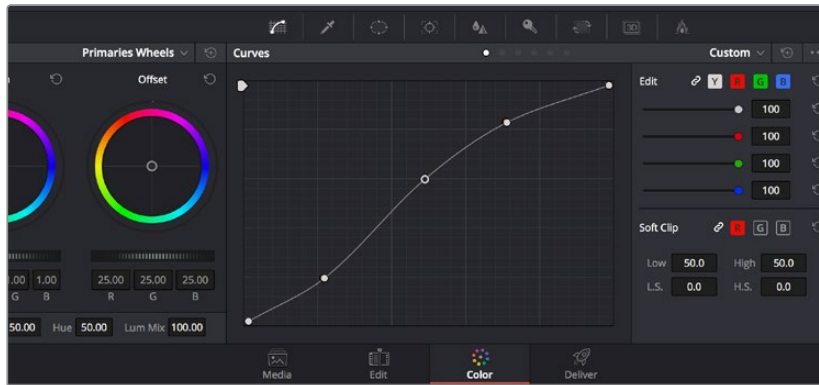 3D
Primaries Wheels
Curves
Custom
Offset
Edit
Y R G B
100
100
100
100
Soft Clip
R G B
1.00 25.00 25.00 25.00
G B R G B
Low 50.0 High 50.0
L.S. 0.0 H.S. 0.0
50.00 Hue 50.00 Lum Mix 100.00
Media Edit Color Deliver